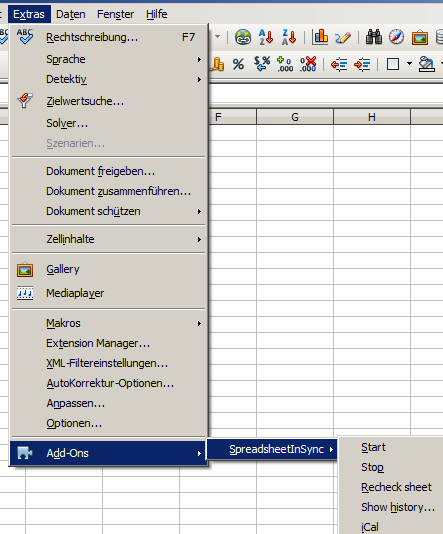 Extras Daten Fenster Hilfe
Rechtschreibung... F7
Sprache
Detektiv
Zielwertsuche...
Solver...
Szenarien...
Dokument freigeben...
Dokument zusammenführen...
Dokument schützen
Zellinhalte
Gallery
Mediaplayer
Makros
Extension Manager...
XML-Filtereinstellungen...
AutoKorrektur-Optionen...
Anpassen...
Optionen...
Add-Ons
SpreadsheetInSync
Start
Stop
Recheck sheet
Show history...
iCal
F G H